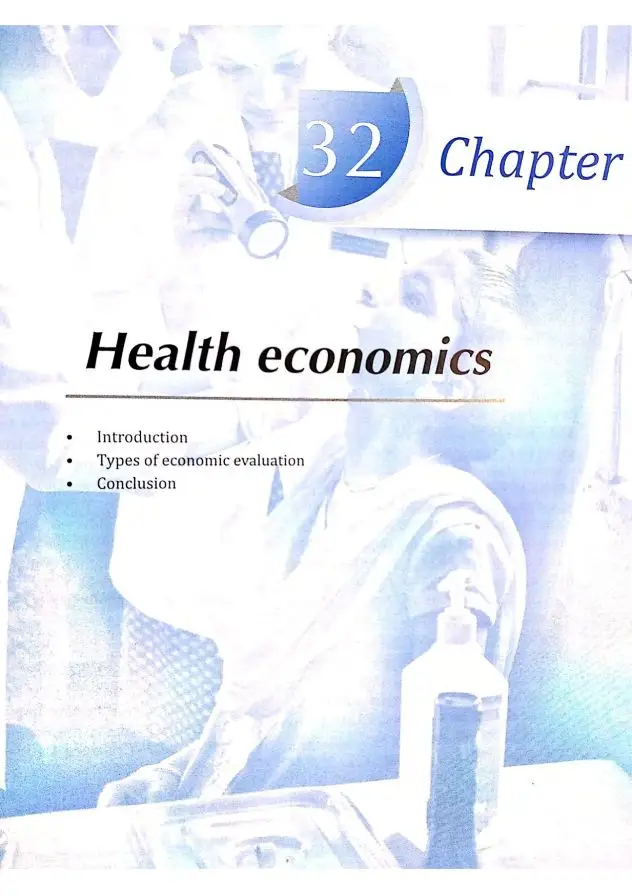 32 Chapter
Health economics
• Introduction
• Types of economic evaluation
• Conclusion